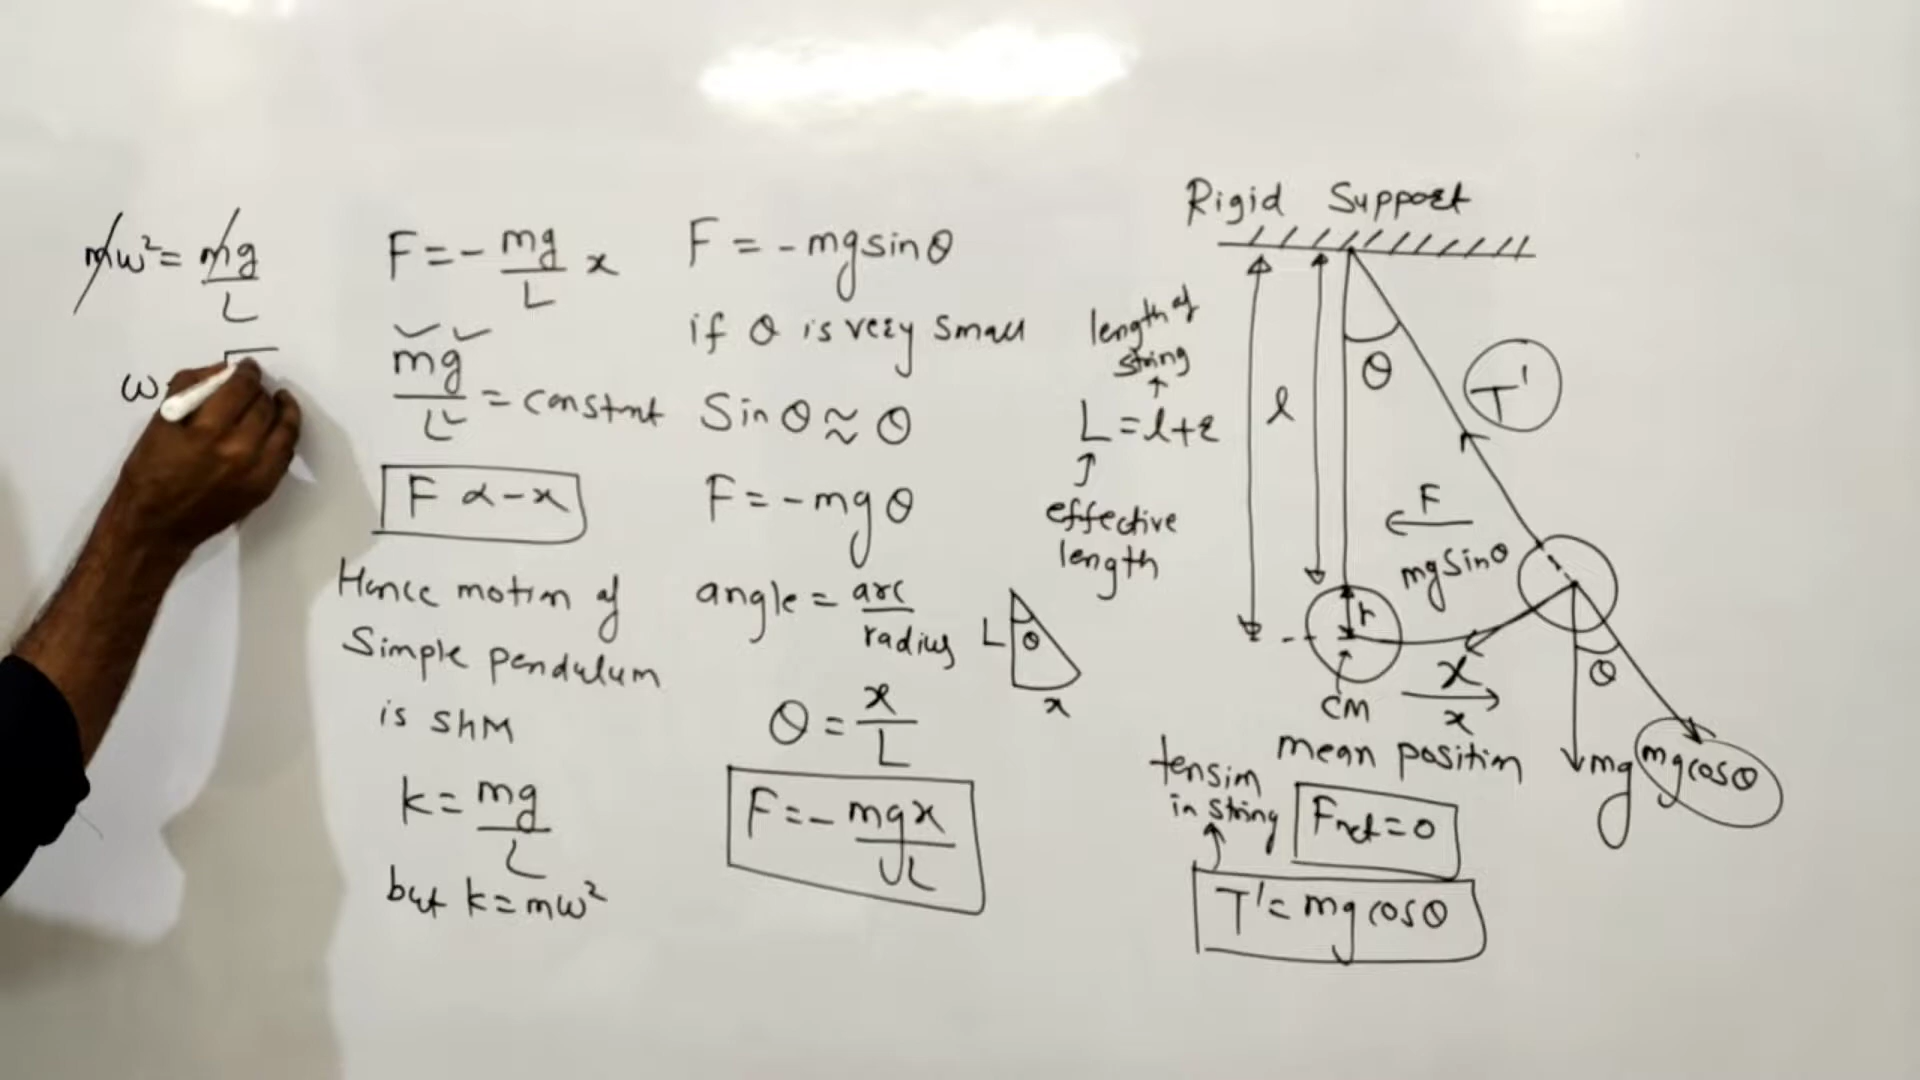 Rigid Support
θ
T'
l
length of
string
L = l + r
effective
length
F
mg sin θ
r
CM
x
x
mean position
θ
mg
mg cos θ
tension
in string
Fnet = 0
T' = mg cos θ
F = - mg sin θ
if θ is very small
Sin θ ≈ θ
F = - mg θ
angle = arc/radius
L
θ
x
θ = x/L
F = - mgx/L
F = - mg/L x
mg/L = constant
F α - x
Hence motion of
Simple pendulum
is SHM
k = mg/L
but k = mω²
mω² = mg/L
ω